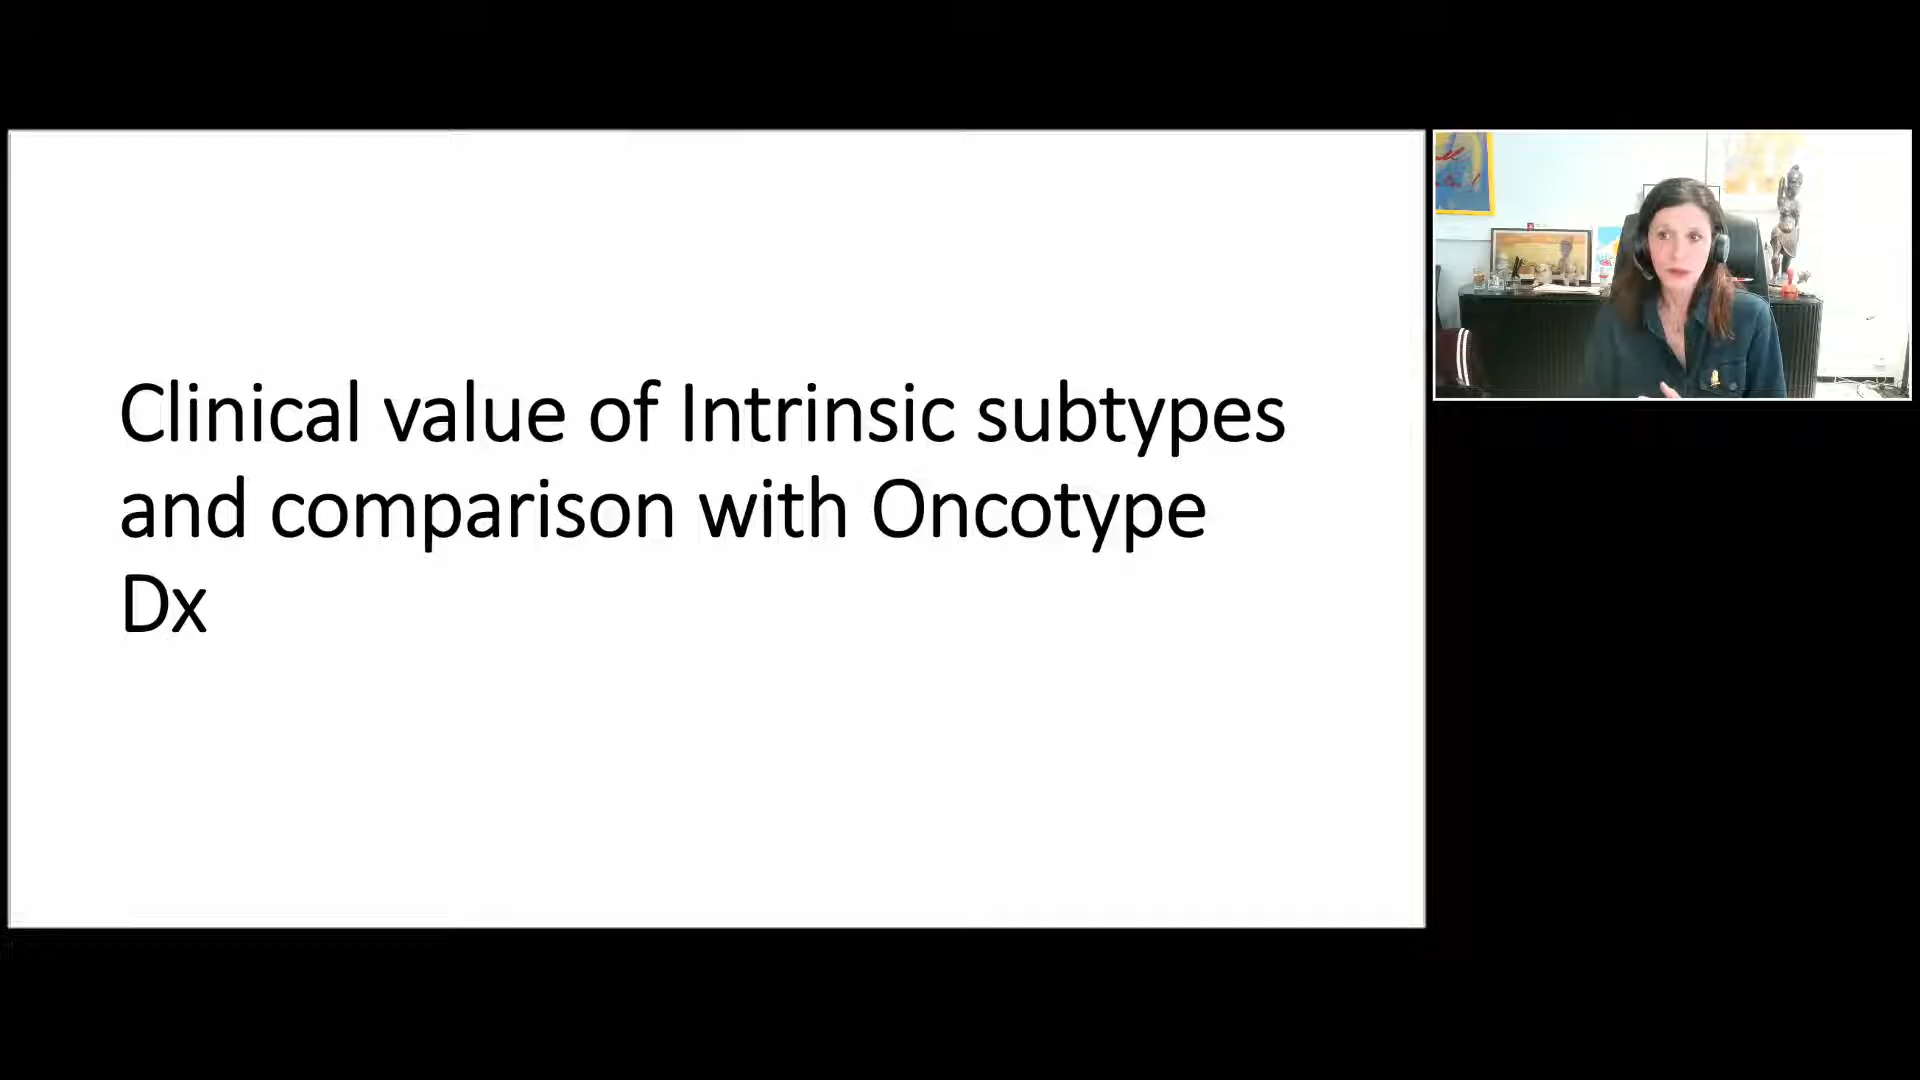 Clinical value of Intrinsic subtypes
and comparison with Oncotype
Dx